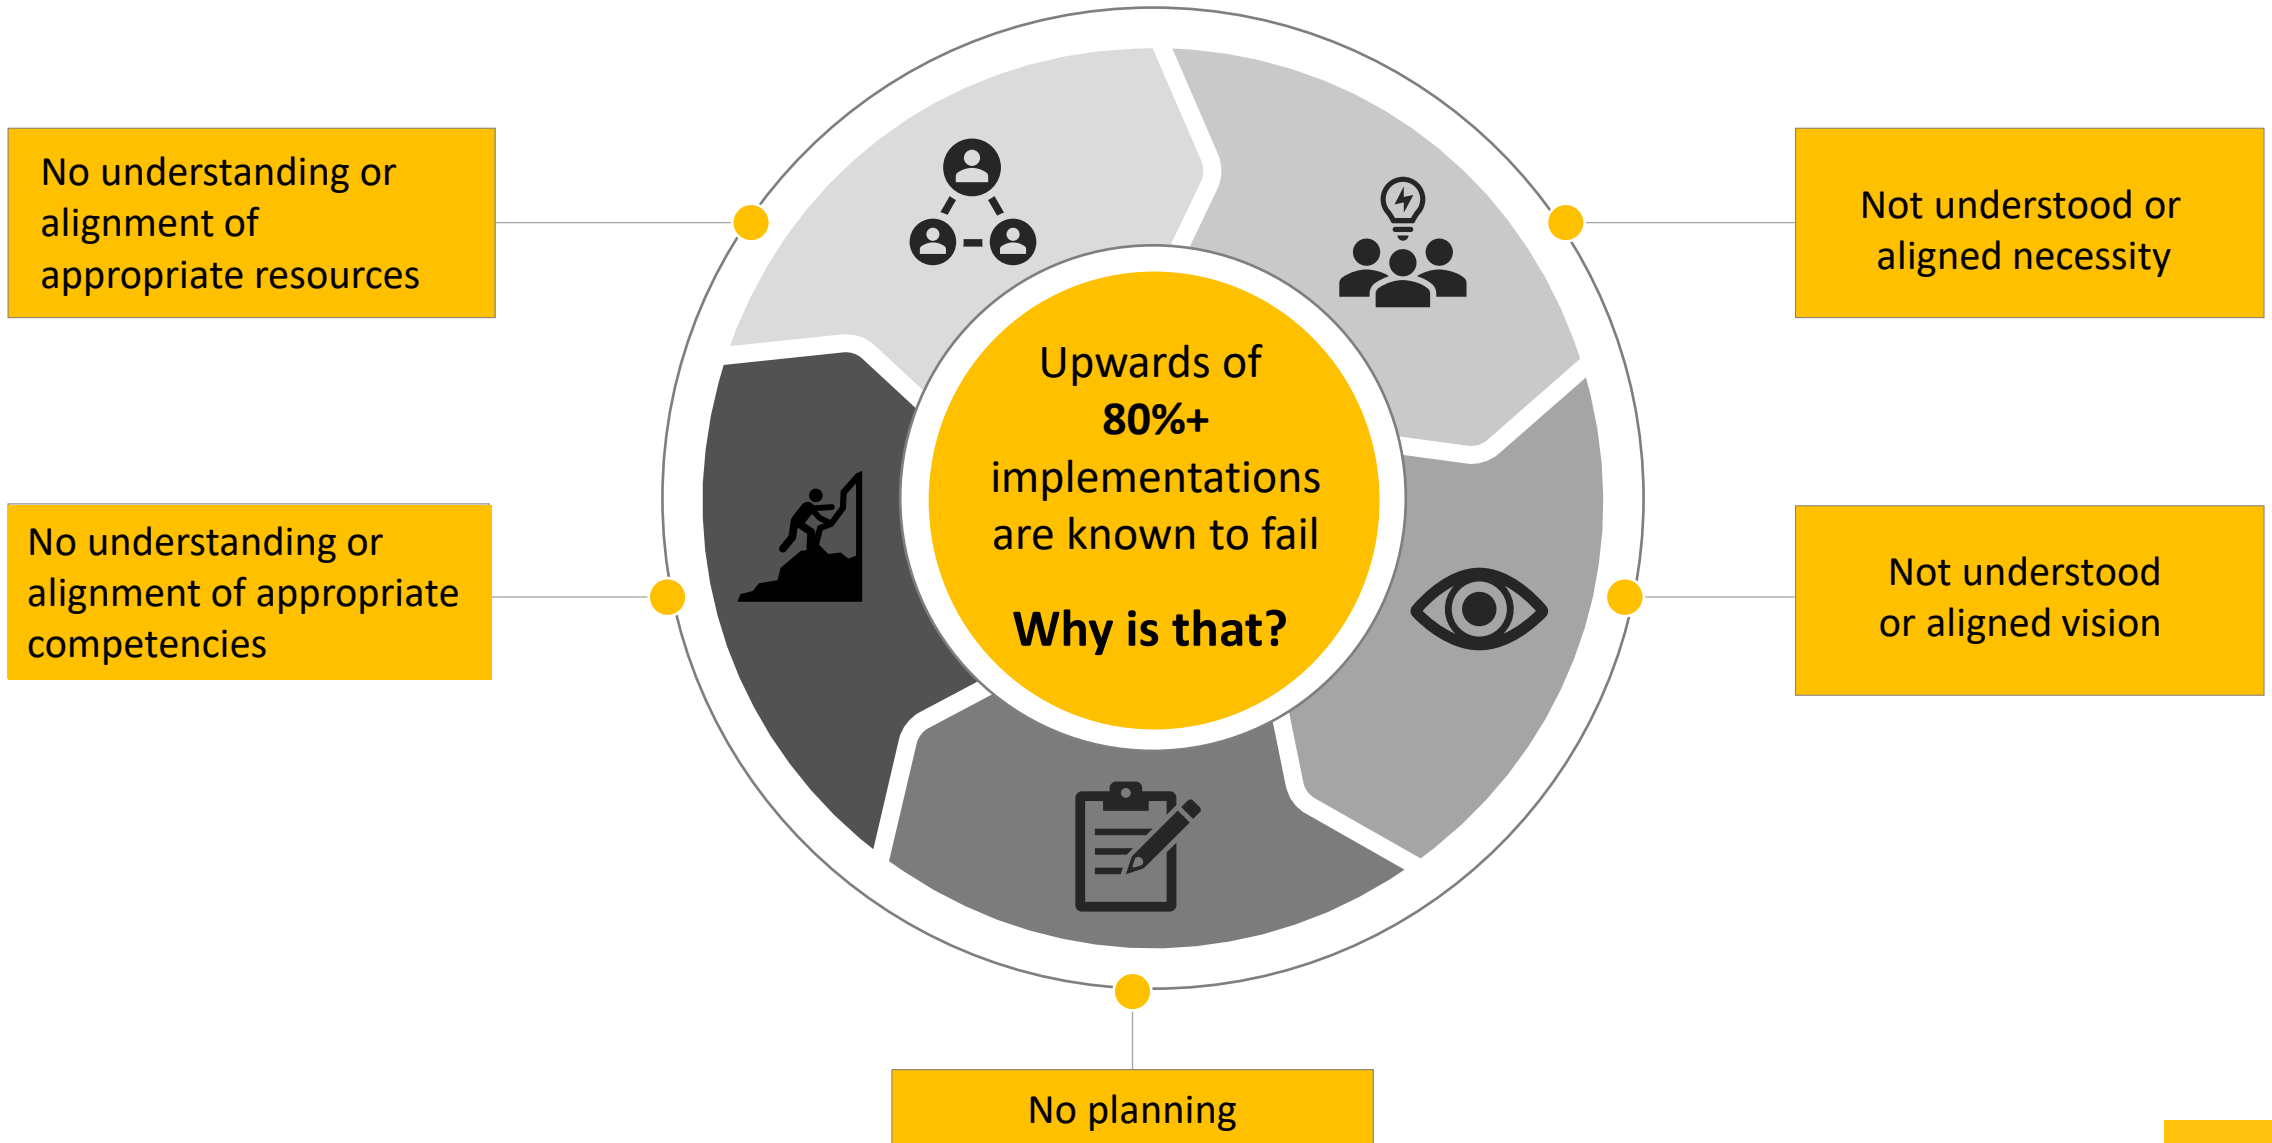 No understanding or
alignment of
appropriate resources
Not understood or
aligned necessity
Upwards of
80%+
implementations
are known to fail
Why is that?
No understanding or
alignment of appropriate
competencies
Not understood
or aligned vision
No planning